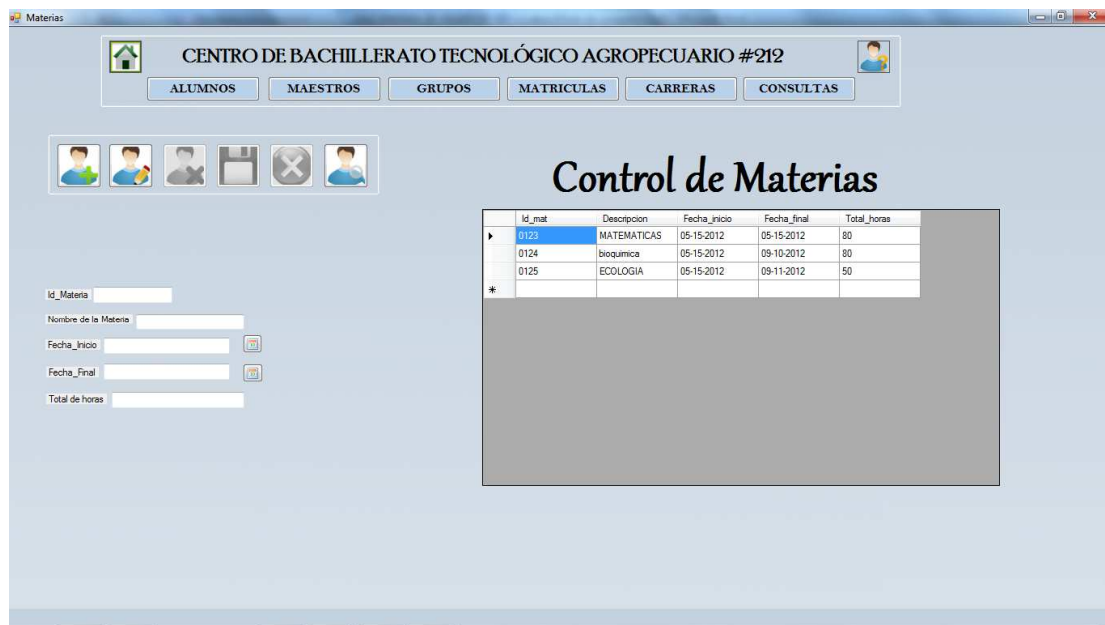 Materias
CENTRO DE BACHILLERATO TECNOLÓGICO AGROPECUARIO #212
ALUMNOS MAESTROS GRUPOS MATRICULAS CARRERAS CONSULTAS
Control de Materias
Id_mat Descripcion Fecha_inicio Fecha_final Total_horas
0123 MATEMATICAS 05-15-2012 05-15-2012 80
0124 bioquimica 05-15-2012 09-10-2012 80
0125 ECOLOGIA 05-15-2012 09-11-2012 50
Id_Materia
Nombre de la Materia
Fecha_Inicio
Fecha_Final
Total de horas